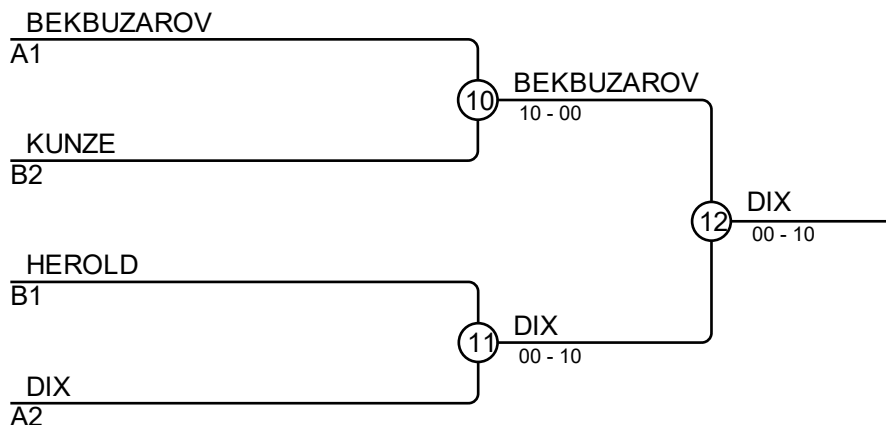 BEKBUZAROV
A1
10
BEKBUZAROV
10 - 00
KUNZE
B2
12
DIX
00 - 10
HEROLD
B1
11
DIX
00 - 10
DIX
A2